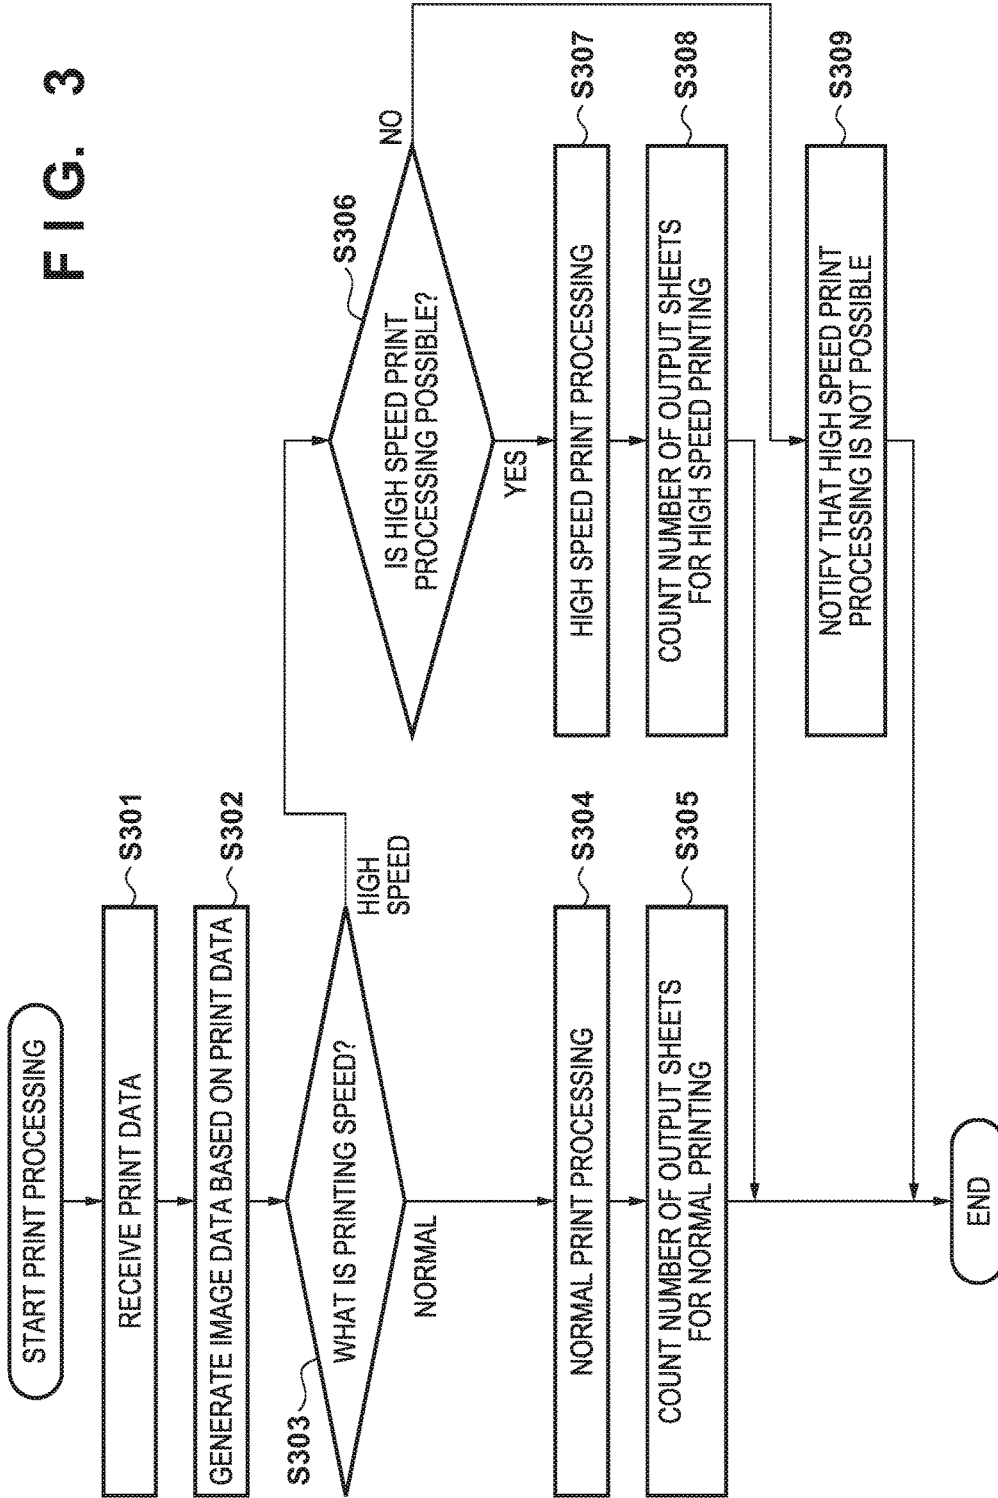 FIG. 3
START PRINT PROCESSING
RECEIVE PRINT DATA
S301
GENERATE IMAGE DATA BASED ON PRINT DATA
S302
S303
WHAT IS PRINTING SPEED?
HIGH
SPEED
NORMAL
NORMAL PRINT PROCESSING
S304
COUNT NUMBER OF OUTPUT SHEETS
FOR NORMAL PRINTING
S305
S306
IS HIGH SPEED PRINT
PROCESSING POSSIBLE?
NO
YES
HIGH SPEED PRINT PROCESSING
S307
COUNT NUMBER OF OUTPUT SHEETS
FOR HIGH SPEED PRINTING
S308
NOTIFY THAT HIGH SPEED PRINT
PROCESSING IS NOT POSSIBLE
S309
END